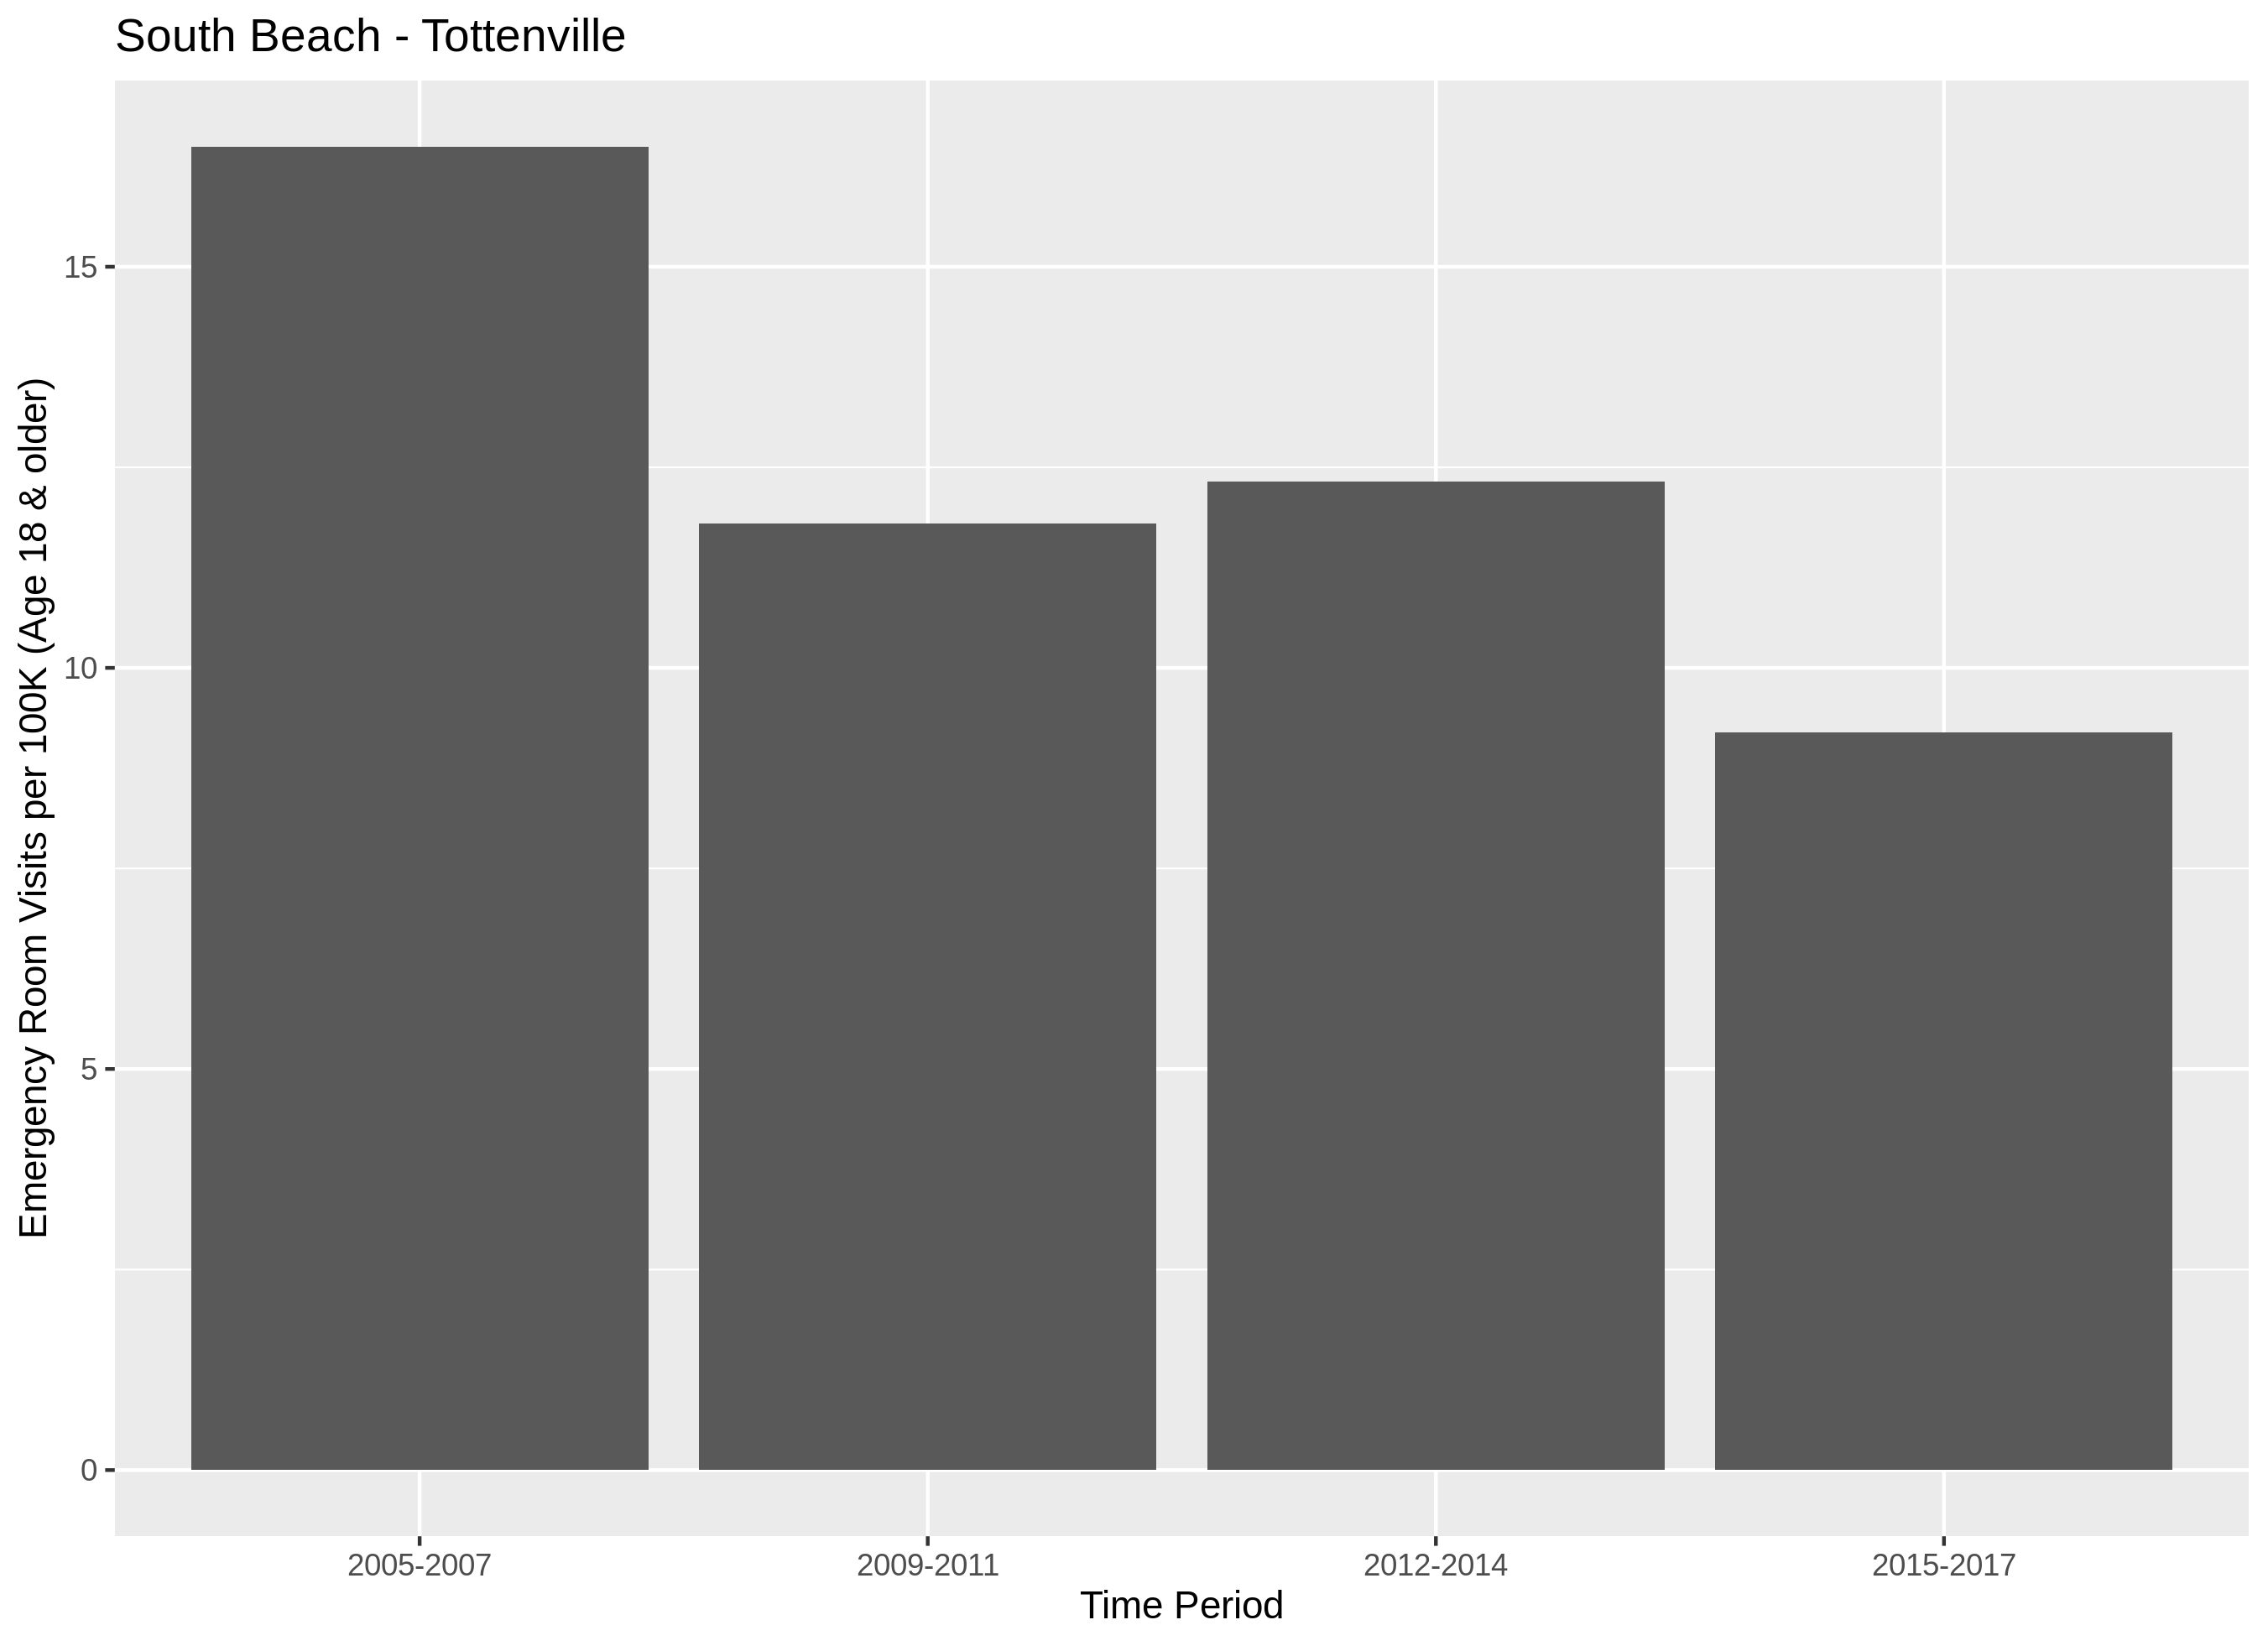 South Beach - Tottenville
Emergency Room Visits per 100K (Age 18 & older)
15
10
5
0
2005-2007 2009-2011 2012-2014 2015-2017
Time Period